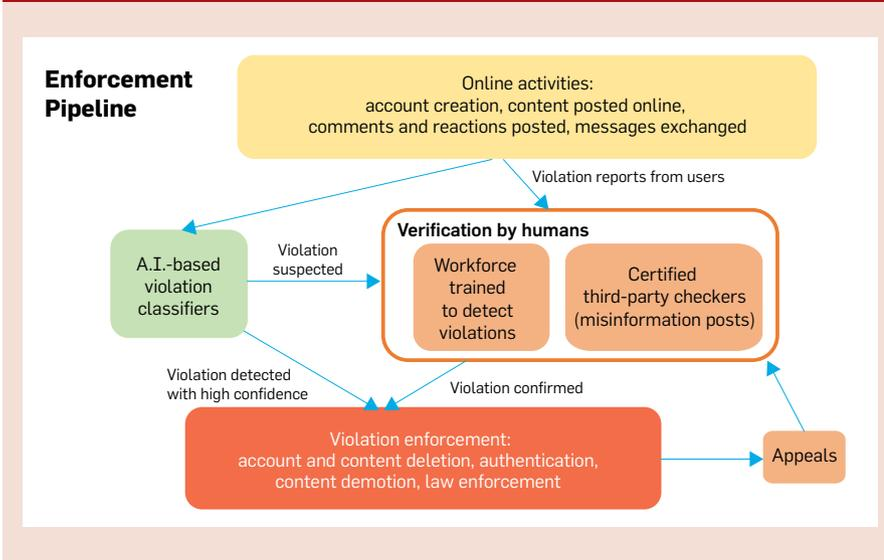 Enforcement
Pipeline
Online activities:
account creation, content posted online,
comments and reactions posted, messages exchanged
Violation reports from users
Verification by humans
A.I.-based
violation
classifiers
Violation
suspected
Workforce
trained
to detect
violations
Certified
third-party checkers
(misinformation posts)
Violation detected
with high confidence
Violation confirmed
Violation enforcement:
account and content deletion, authentication,
content demotion, law enforcement
Appeals